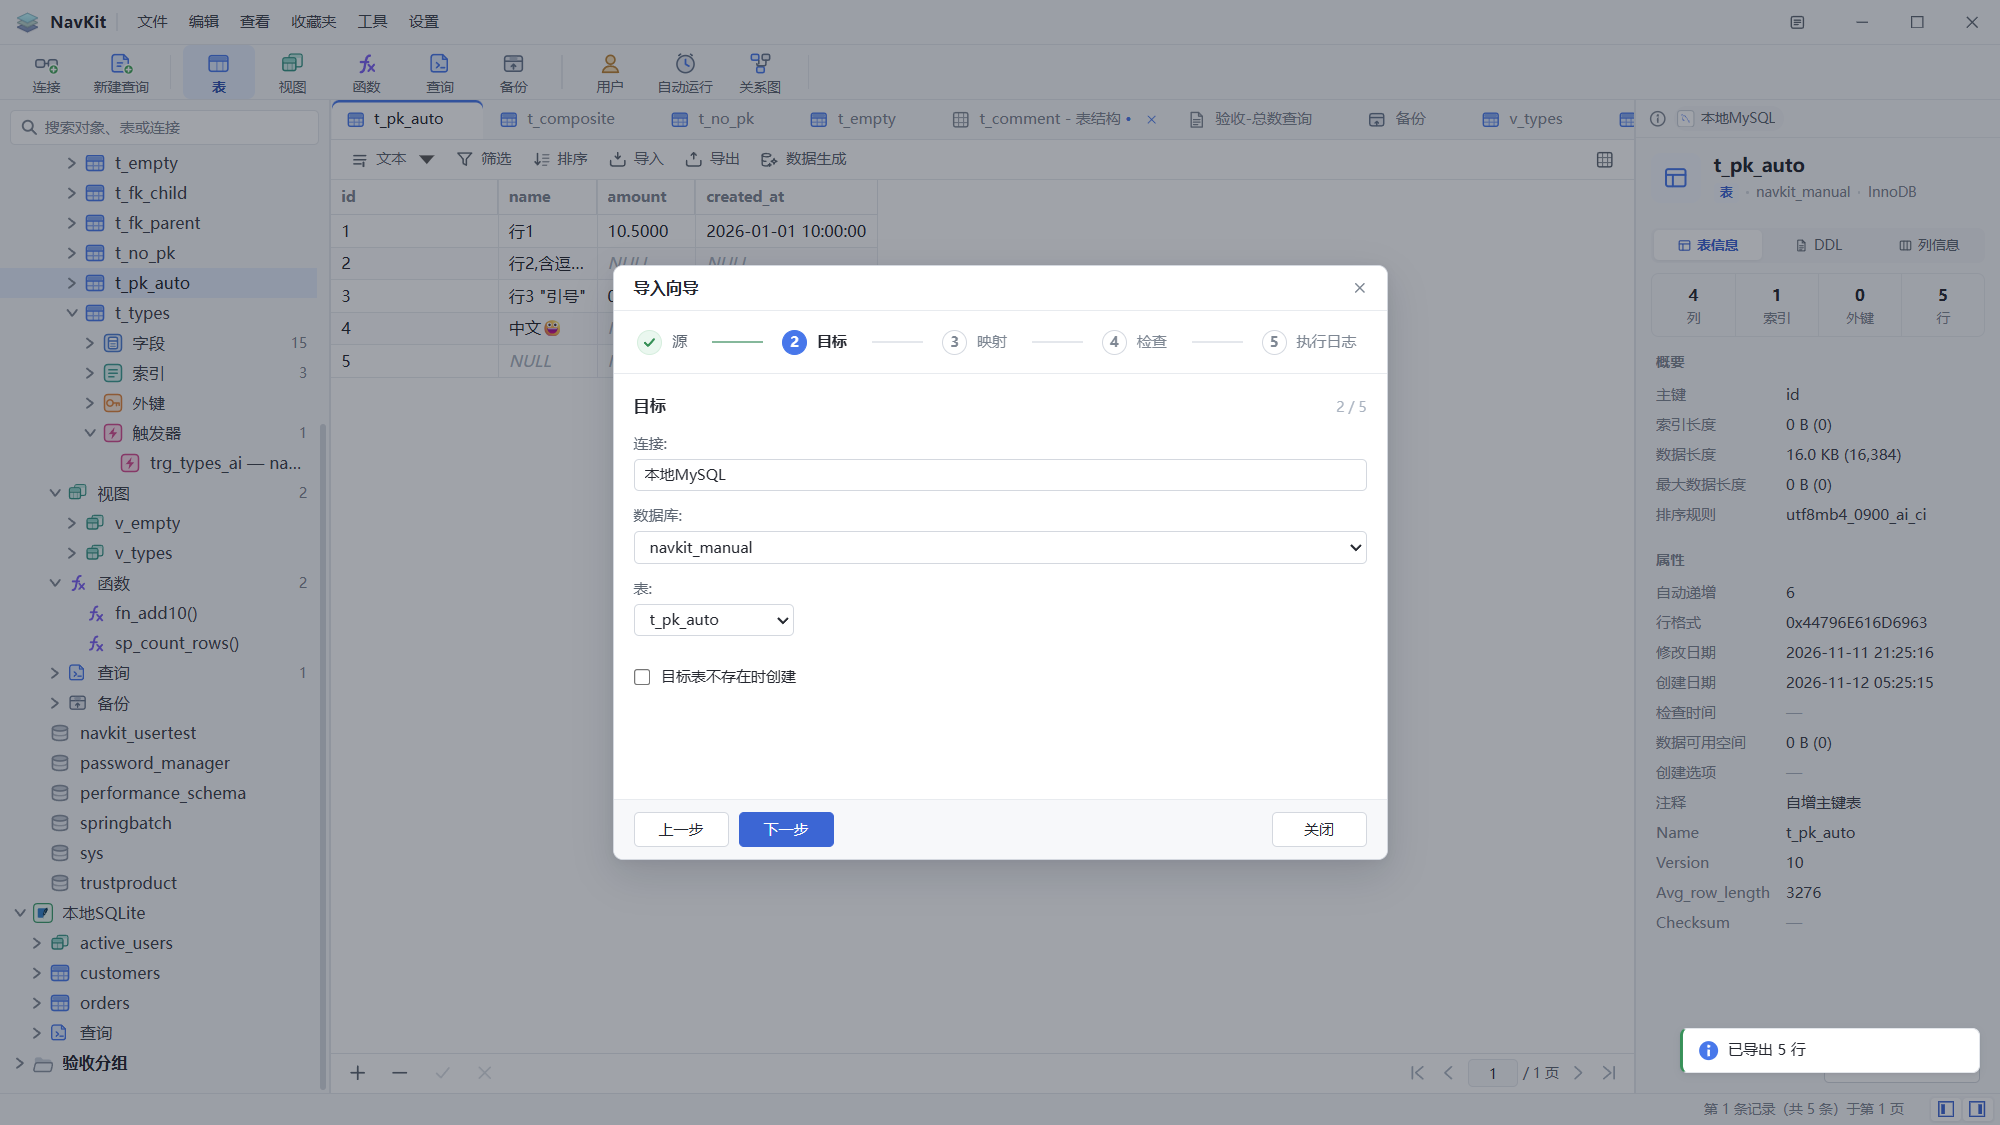 NavKit 文件 编辑 查看 收藏夹 工具 设置
连接 新建查询 表 视图 函数 查询 备份 用户 自动运行 关系图
搜索对象、表或连接
t_empty
t_fk_child
t_fk_parent
t_no_pk
t_pk_auto
t_types
字段 15
索引 3
外键
触发器 1
trg_types_ai — na...
视图 2
v_empty
v_types
函数 2
fn_add10()
sp_count_rows()
查询 1
备份
navkit_usertest
password_manager
performance_schema
springbatch
sys
trustproduct
本地SQLite
active_users
customers
orders
查询
验收分组
t_pk_auto t_composite t_no_pk t_empty t_comment - 表结构 • × 验收-总数查询 备份 v_types
文本 筛选 排序 导入 导出 数据生成
id name amount created_at
1 行1 10.5000 2026-01-01 10:00:00
2 行2,含逗... NULL NULL
3 行3 "引号"
4 中文😀
5 NULL
导入向导
源 2 目标 3 映射 4 检查 5 执行日志
目标 2 / 5
连接:
本地MySQL
数据库:
navkit_manual
表:
t_pk_auto
目标表不存在时创建
上一步 下一步 关闭
1 / 1 页
本地MySQL
t_pk_auto
表 · navkit_manual · InnoDB
表信息 DDL 列信息
4 1 0 5
列 索引 外键 行
概要
主键 id
索引长度 0 B (0)
数据长度 16.0 KB (16,384)
最大数据长度 0 B (0)
排序规则 utf8mb4_0900_ai_ci
属性
自动递增 6
行格式 0x44796E616D6963
修改日期 2026-11-11 21:25:16
创建日期 2026-11-12 05:25:15
检查时间 —
数据可用空间 0 B (0)
创建选项 —
注释 自增主键表
Name t_pk_auto
Version 10
Avg_row_length 3276
Checksum —
已导出 5 行
第 1 条记录 (共 5 条) 于第 1 页